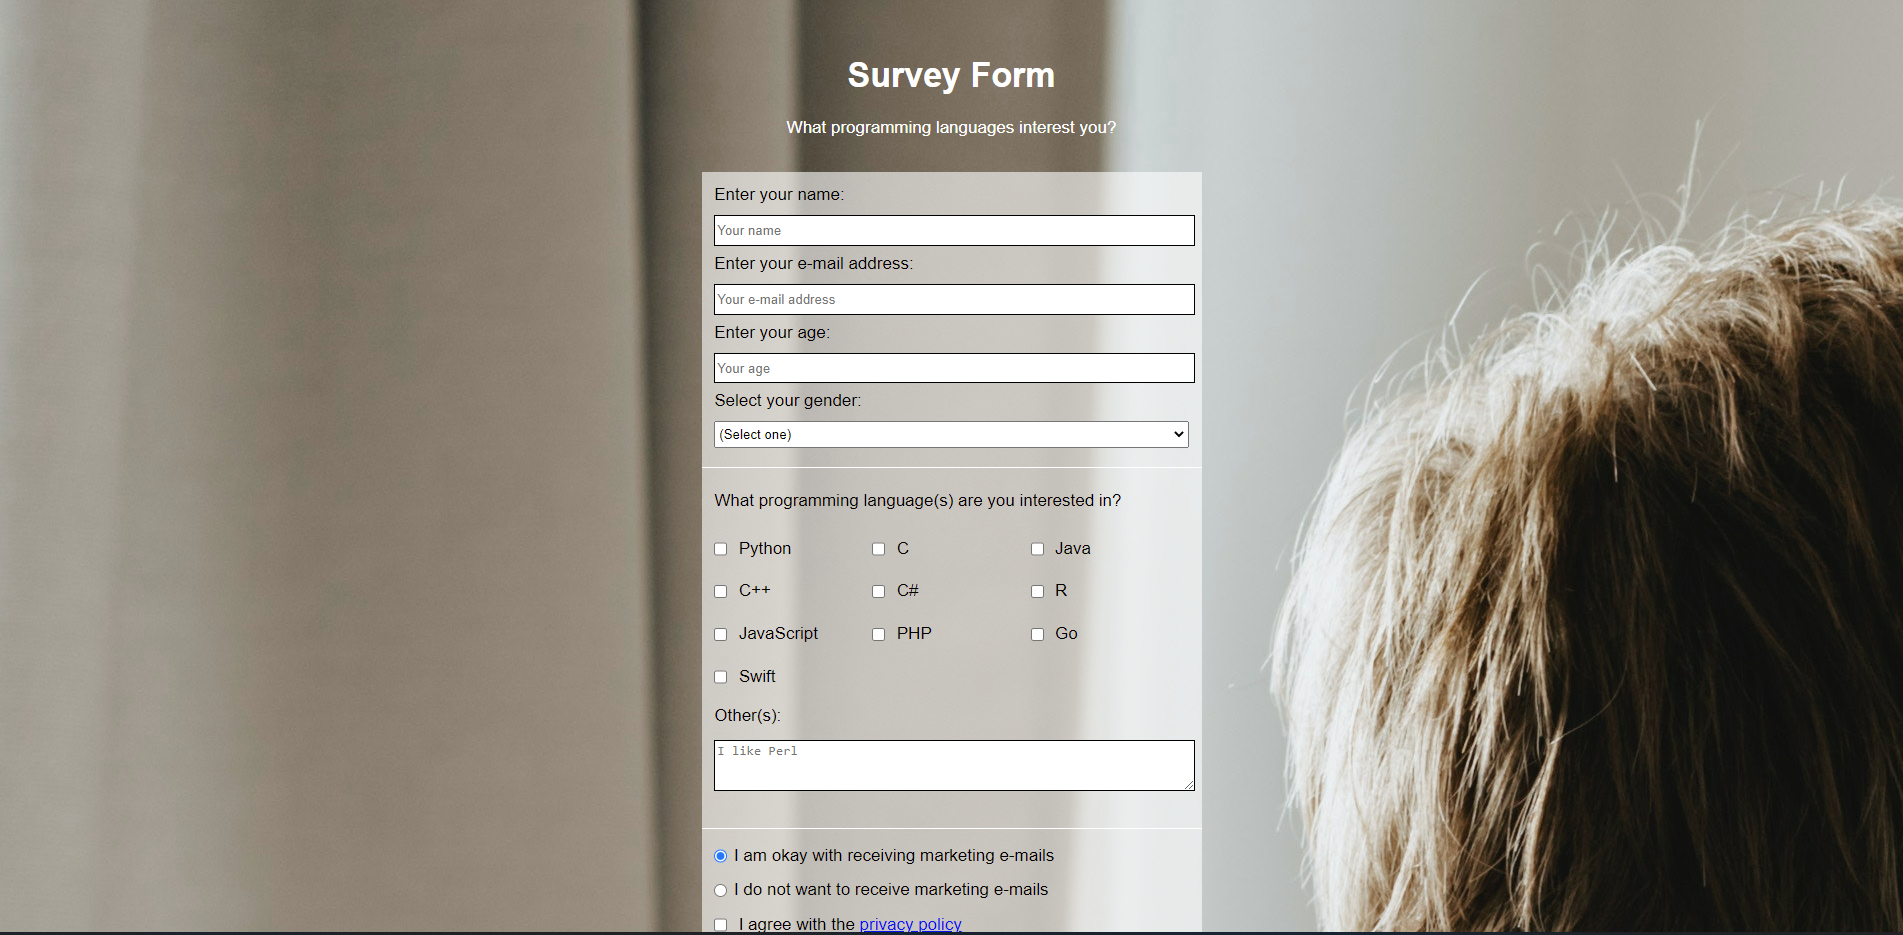 Survey Form
What programming languages interest you?
Enter your name:
Your name
Enter your e-mail address:
Your e-mail address
Enter your age:
Your age
Select your gender:
(Select one)
What programming language(s) are you interested in?
Python C Java
C++ C# R
JavaScript PHP Go
Swift
Other(s):
I like Perl
I am okay with receiving marketing e-mails
I do not want to receive marketing e-mails
I agree with the privacy policy